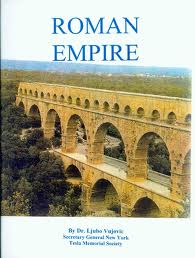 ROMAN
EMPIRE
By Dr. Ljubo Vujovic
Secretary General New York
Tesla Memorial Society